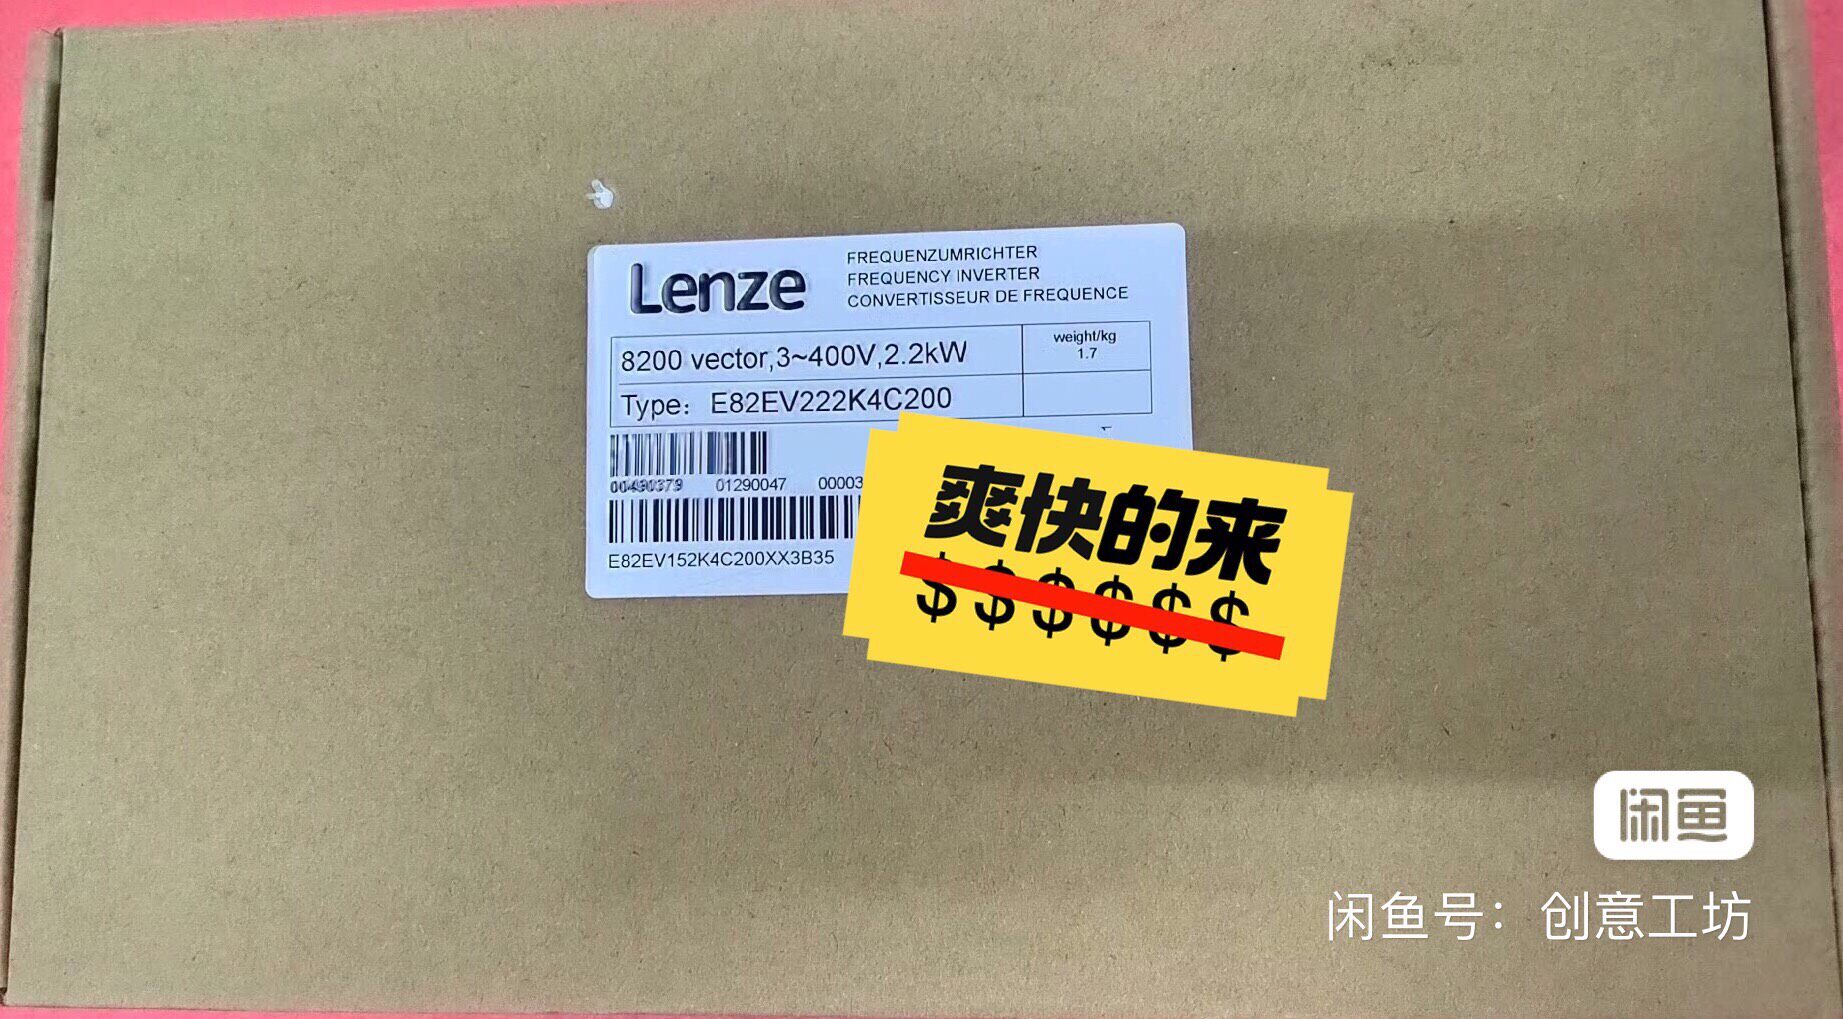 Lenze
FREQUENZUMRICHTER
FREQUENCY INVERTER
CONVERTISSEUR DE FREQUENCE
8200 vector,3~400V,2.2kW
weight/kg
1.7
Type: E82EV222K4C200
01290047
00003
E82EV152K4C200XX3B35
爽快的来
$$$$$$
闲鱼
闲鱼号：创意工坊